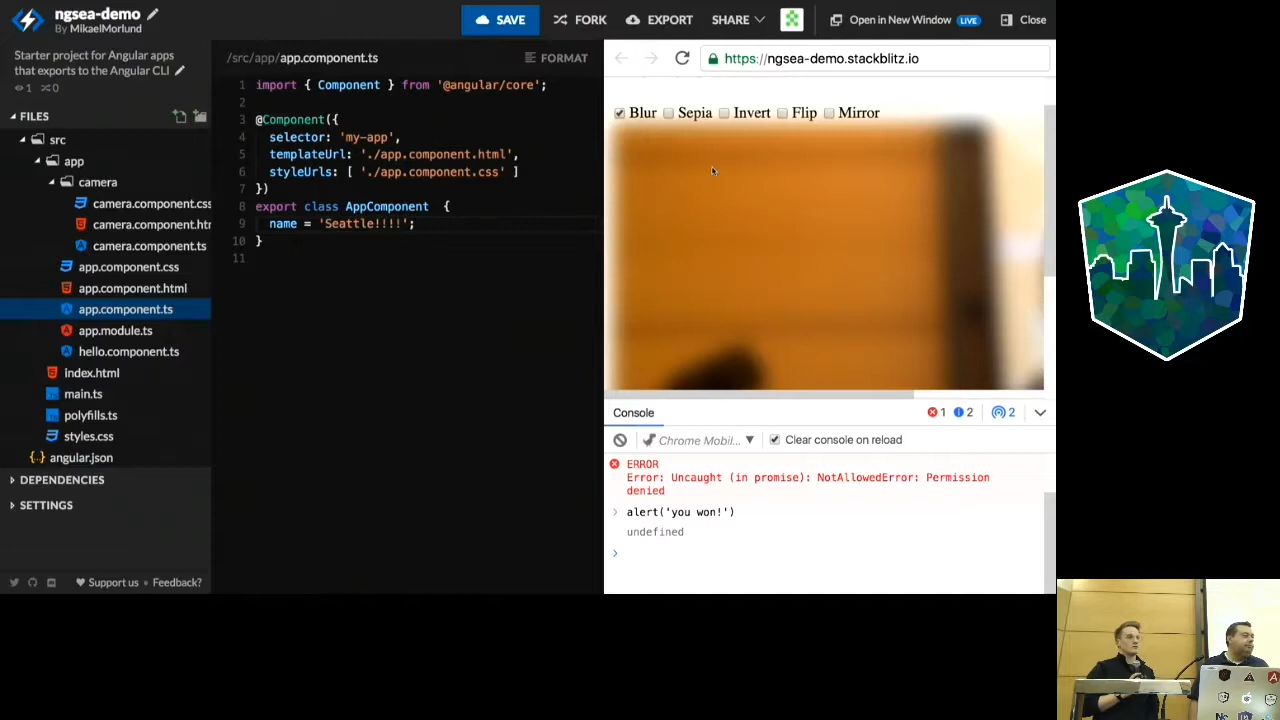 ngsea-demo
By MikaelMorlund
SAVE
FORK
EXPORT
SHARE
Open in New Window LIVE
Close
Starter project for Angular apps
that exports to the Angular CLI
1 0
FILES
src
app
camera
camera.component.css
camera.component.ht
camera.component.ts
app.component.css
app.component.html
app.component.ts
app.module.ts
hello.component.ts
index.html
main.ts
polyfills.ts
styles.css
angular.json
DEPENDENCIES
SETTINGS
Support us • Feedback?
/src/app/app.component.ts
FORMAT
1 import { Component } from '@angular/core';
2
3 @Component({
4 selector: 'my-app',
5 templateUrl: './app.component.html',
6 styleUrls: [ './app.component.css' ]
7 })
8 export class AppComponent {
9 name = 'Seattle!!!!';
10 }
11
https://ngsea-demo.stackblitz.io
Blur Sepia Invert Flip Mirror
Console
1 2 2
Chrome Mobil...
Clear console on reload
ERROR
Error: Uncaught (in promise): NotAllowedError: Permission
denied
> alert('you won!')
undefined
>